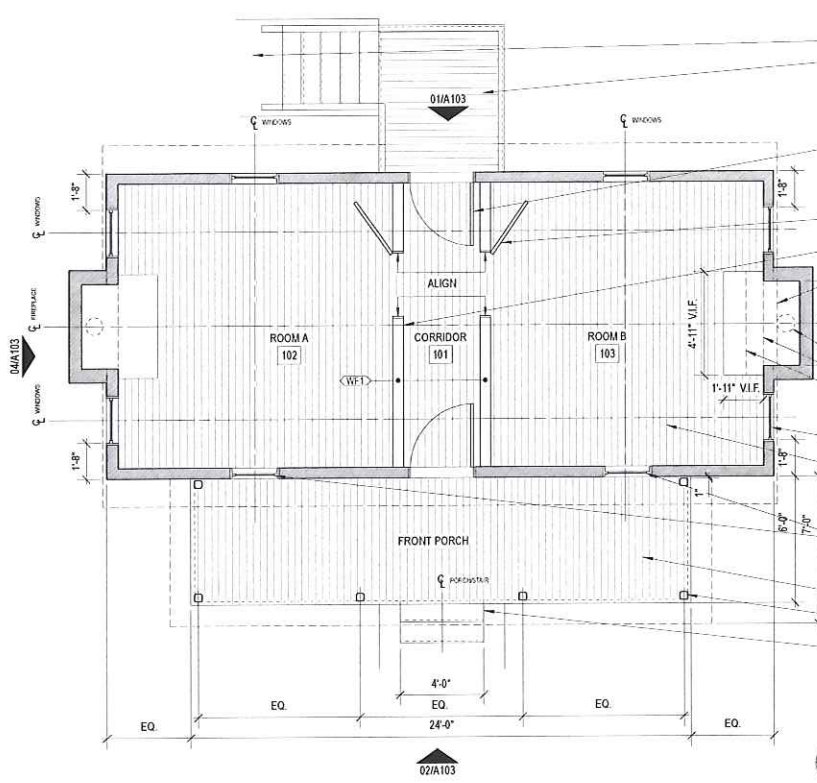 01/A103
℄ WINDOWS
℄ WINDOWS
1'-8"
1'-8"
℄ WINDOWS
ALIGN
℄ FIREPLACE
4'-11" V.I.F.
ROOM A
102
CORRIDOR
101
ROOM B
103
04/A103
WF1
1'-11" V.I.F.
℄ WINDOWS
1'-8"
1'-8"
1"
6'-0"
7'-0"
FRONT PORCH
℄ PORCH STAIR
4'-0"
EQ.
EQ.
EQ.
EQ.
EQ.
24'-0"
02/A103